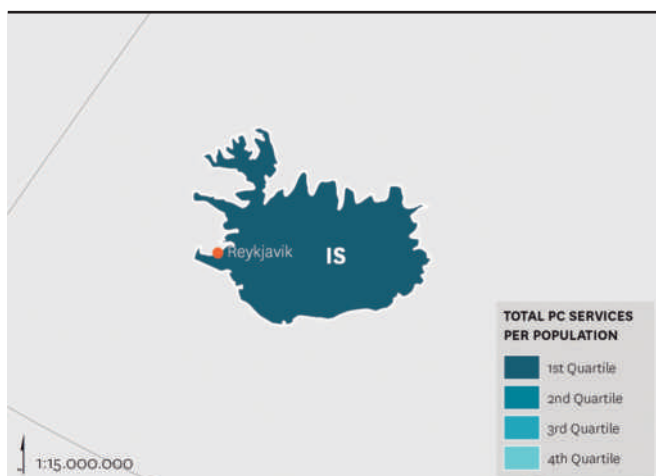 Reykjavik
IS
TOTAL PC SERVICES
PER POPULATION
1st Quartile
2nd Quartile
3rd Quartile
4th Quartile
1:15.000.000